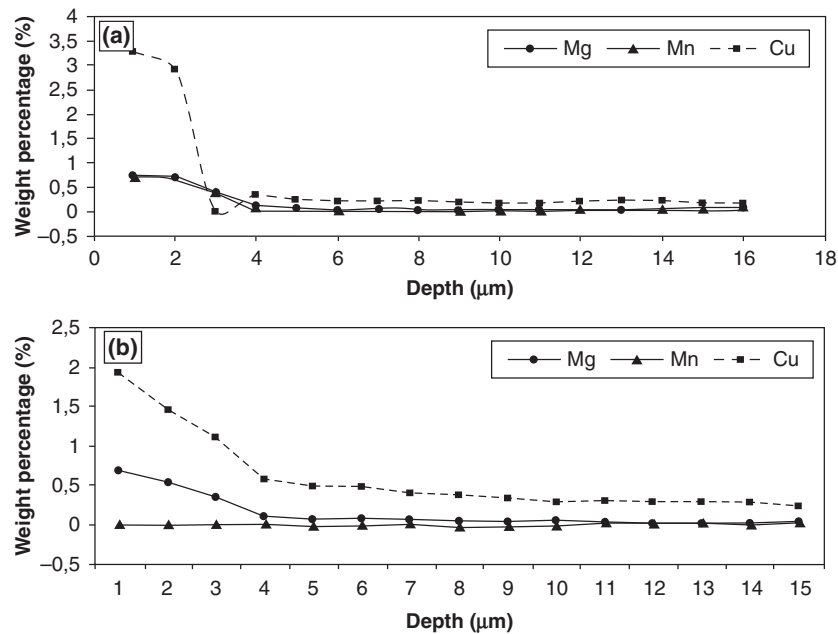 (a)
Mg Mn Cu
Weight percentage (%)
4
3,5
3
2,5
2
1,5
1
0,5
0
–0,5
0 2 4 6 8 10 12 14 16 18
Depth (μm)
(b)
Mg Mn Cu
Weight percentage (%)
2,5
2
1,5
1
0,5
0
–0,5
1 2 3 4 5 6 7 8 9 10 11 12 13 14 15
Depth (μm)